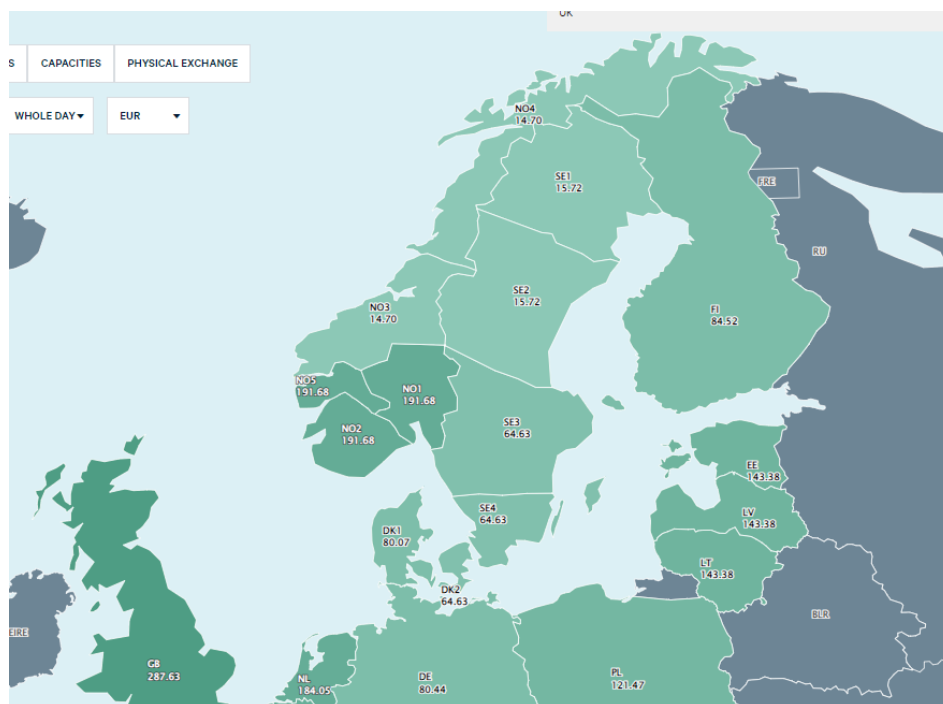 UK
S
CAPACITIES
PHYSICAL EXCHANGE
WHOLE DAY
EUR
NO4
14.70
SE1
15.72
FRE
RU
SE2
15.72
NO3
14.70
FI
84.52
NO5
191.68
NO1
191.68
NO2
191.68
SE3
64.63
EE
143.38
SE4
64.63
LV
143.38
DK1
80.07
LT
143.38
DK2
64.63
BLR
EIRE
GB
287.63
NL
184.05
DE
80.44
PL
121.47